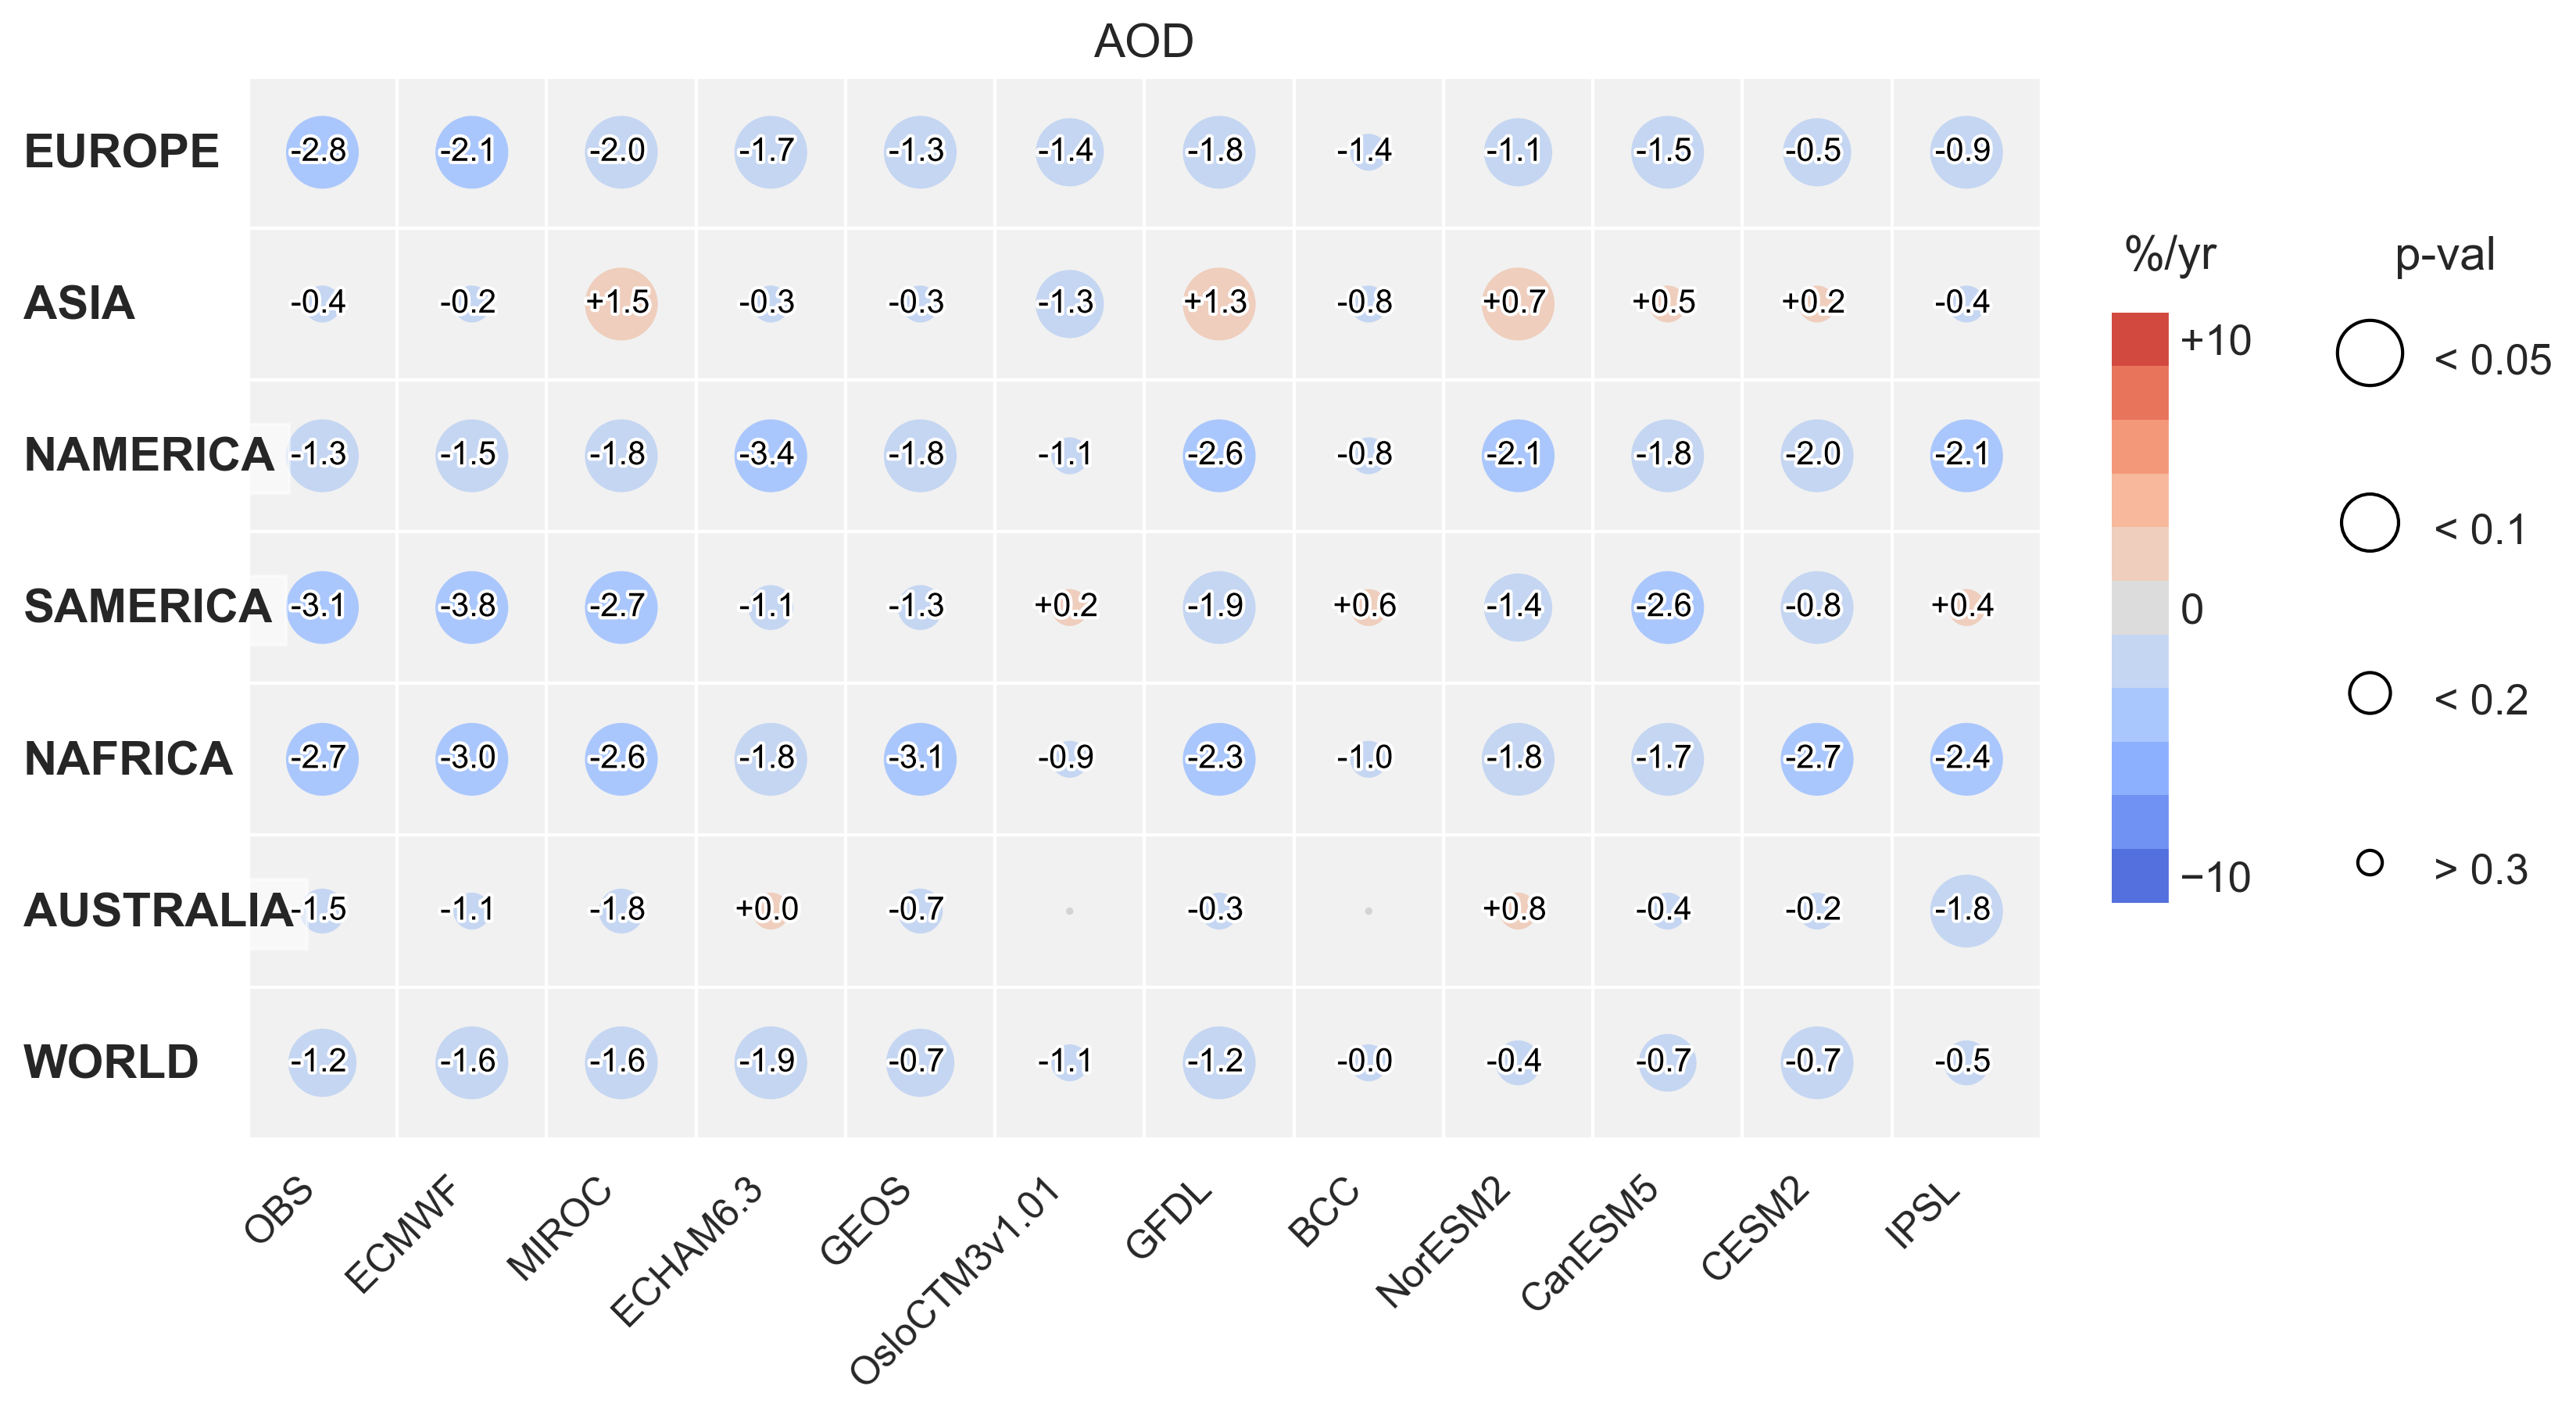 AOD
EUROPE -2.8 -2.1 -2.0 -1.7 -1.3 -1.4 -1.8 -1.4 -1.1 -1.5 -0.5 -0.9
ASIA -0.4 -0.2 +1.5 -0.3 -0.3 -1.3 +1.3 -0.8 +0.7 +0.5 +0.2 -0.4
NAMERICA -1.3 -1.5 -1.8 -3.4 -1.8 -1.1 -2.6 -0.8 -2.1 -1.8 -2.0 -2.1
SAMERICA -3.1 -3.8 -2.7 -1.1 -1.3 +0.2 -1.9 +0.6 -1.4 -2.6 -0.8 +0.4
NAFRICA -2.7 -3.0 -2.6 -1.8 -3.1 -0.9 -2.3 -1.0 -1.8 -1.7 -2.7 -2.4
AUSTRALIA -1.5 -1.1 -1.8 +0.0 -0.7 -0.3 +0.8 -0.4 -0.2 -1.8
WORLD -1.2 -1.6 -1.6 -1.9 -0.7 -1.1 -1.2 -0.0 -0.4 -0.7 -0.7 -0.5
OBS ECMWF MIROC ECHAM6.3 GEOS OsloCTM3v1.01 GFDL BCC NorESM2 CanESM5 CESM2 IPSL
%/yr
+10
0
−10
p-val
< 0.05
< 0.1
< 0.2
> 0.3